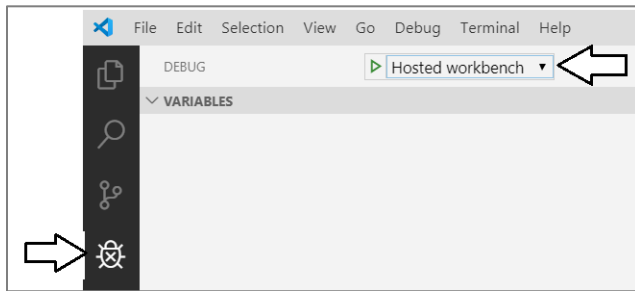 File Edit Selection View Go Debug Terminal Help
DEBUG Hosted workbench
VARIABLES